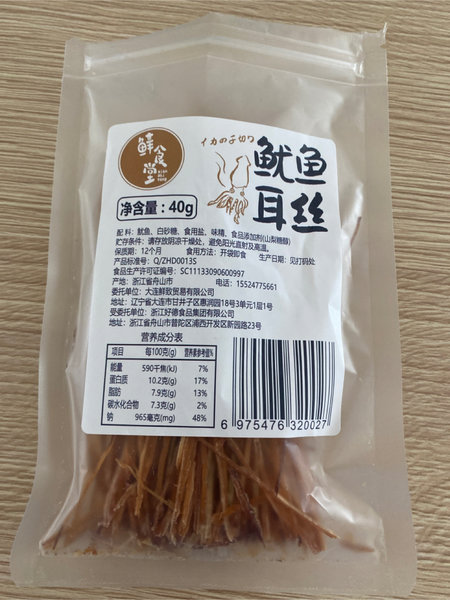 鲜食堂
イカの子切り
鱿鱼
耳丝
净含量：40g
配料：鱿鱼、白砂糖、食用盐、味精、食品添加剂(山梨糖醇)
贮存条件：请存放阴凉干燥处，避免阳光直射及高温。
保质期：12个月 食用方法：开袋即食 生产日期：见打码处
产品标准号：Q/ZHD0013S
食品生产许可证编号：SC11133090600997
产地：浙江省舟山市 电话：15524775661
委托单位：大连鲜致贸易有限公司
地址：辽宁省大连市甘井子区惠润园18号3单元1层1号
受委托单位：浙江好德食品集团有限公司
地址：浙江省舟山市普陀区浦西开发区新园路23号
营养成分表
项目 每100克(g) 营养素参考值%
能量 590千焦(kJ) 7%
蛋白质 10.2克(g) 17%
脂肪 7.9克(g) 13%
碳水化合物 7.3克(g) 2%
钠 965毫克(mg) 48%
6 975476 320027